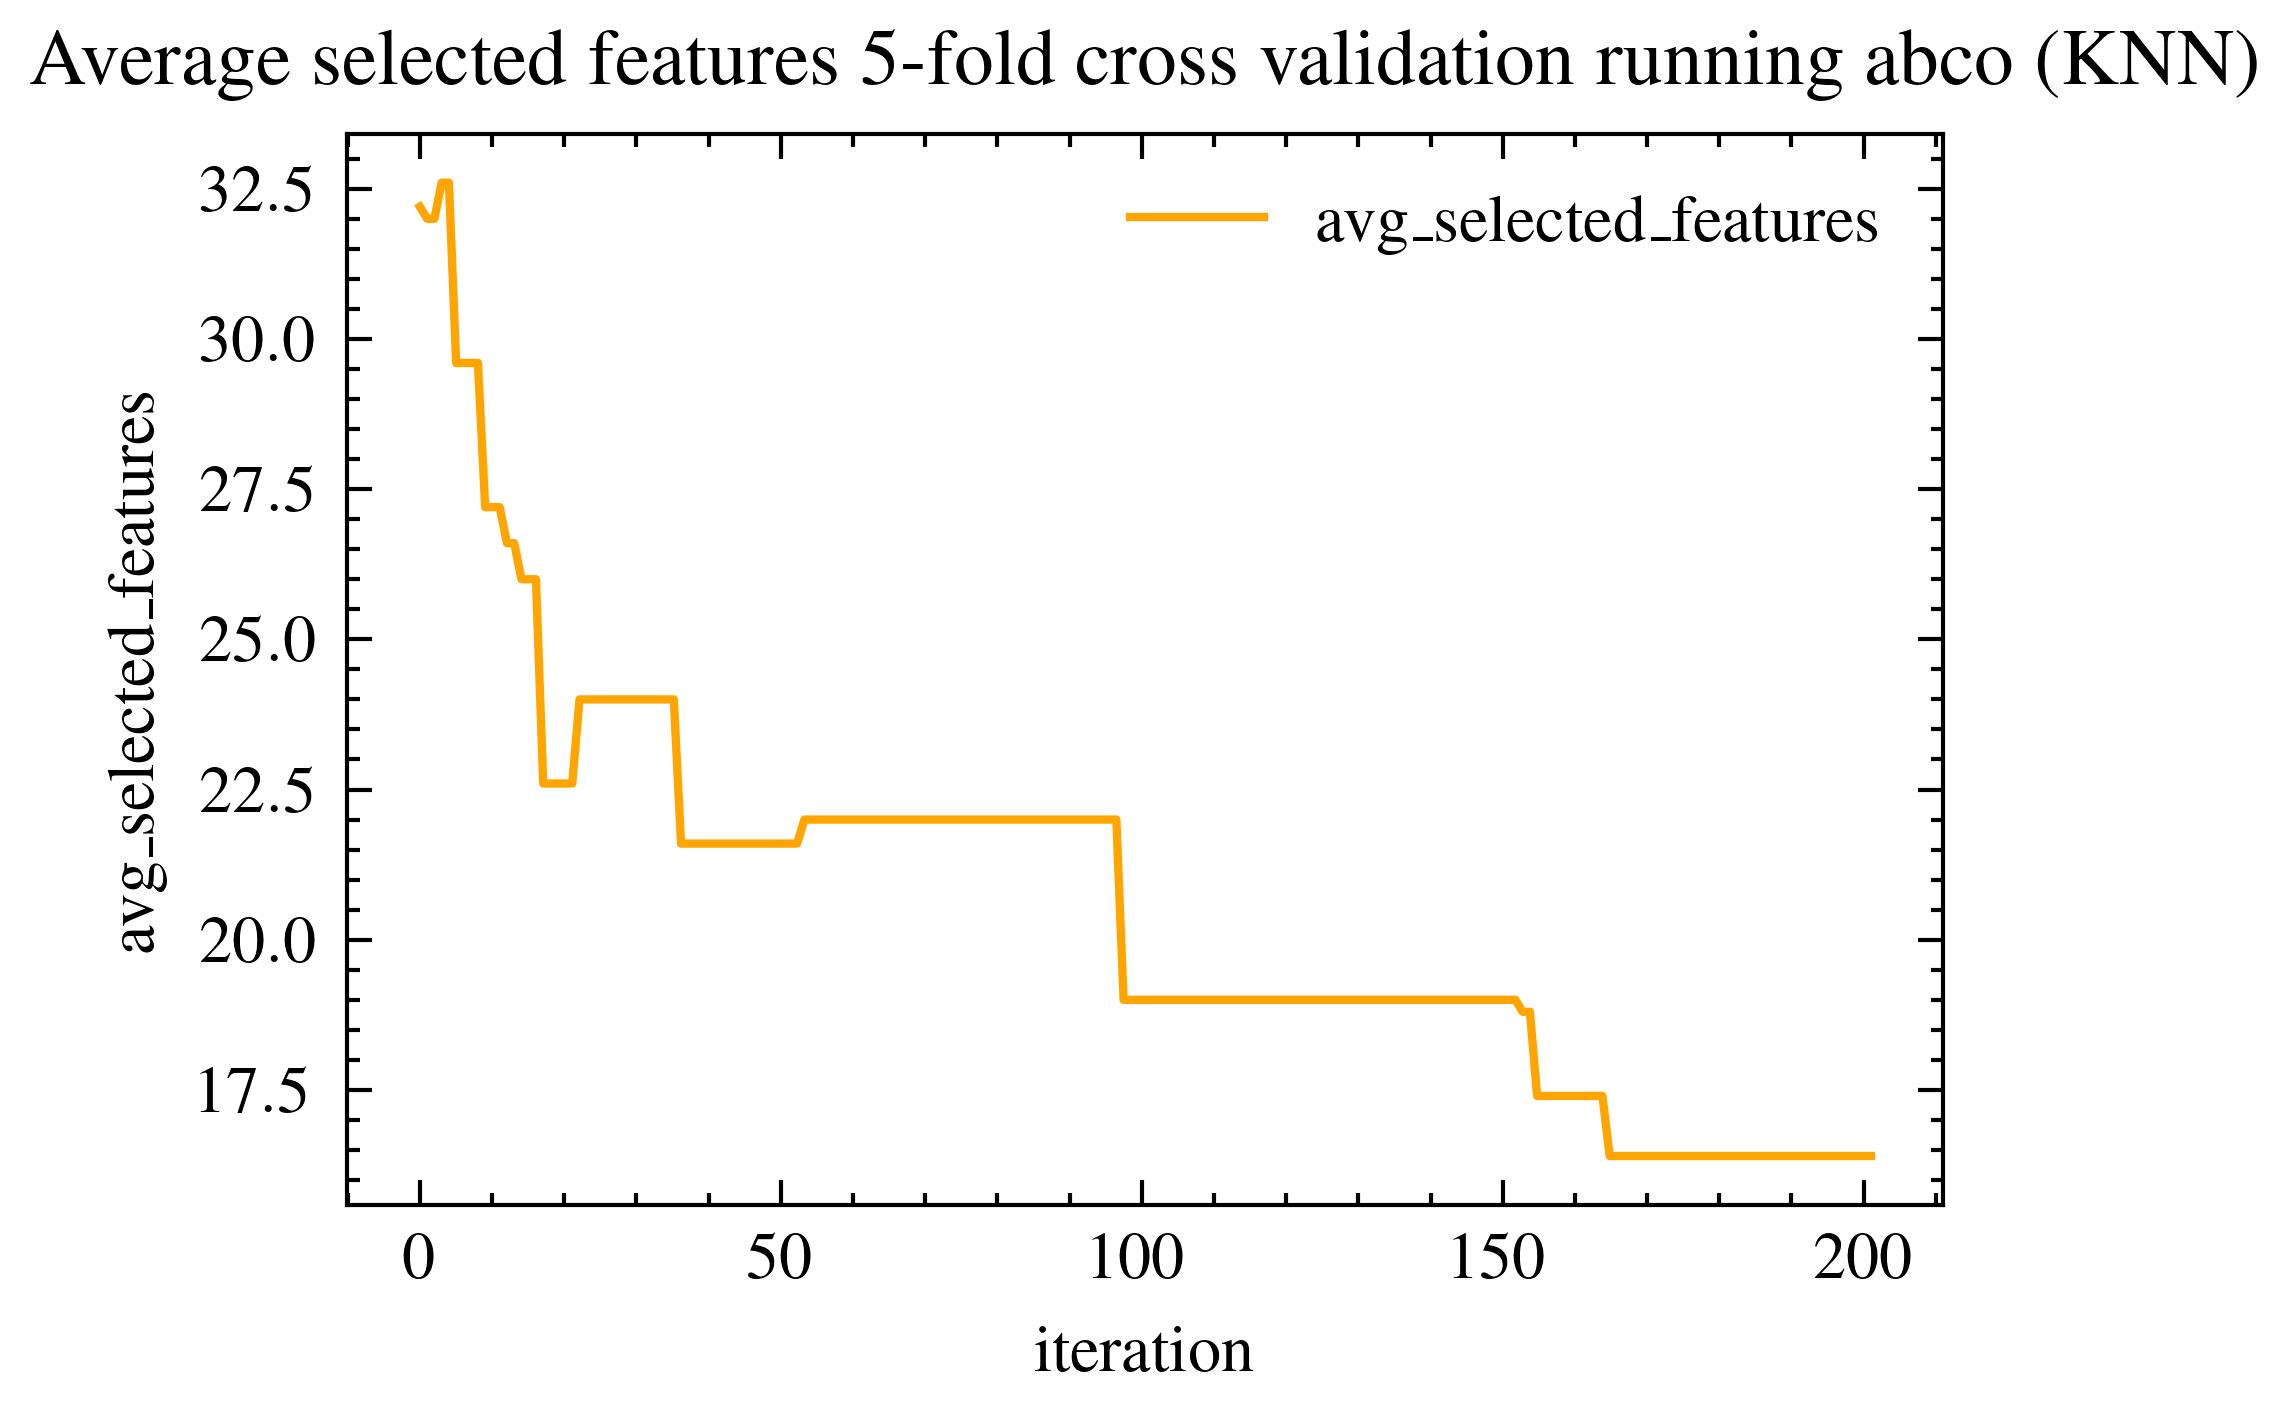 Average selected features 5-fold cross validation running abco (KNN)
avg_selected_features
32.5
30.0
27.5
25.0
22.5
20.0
17.5
avg_selected_features
0 50 100 150 200
iteration